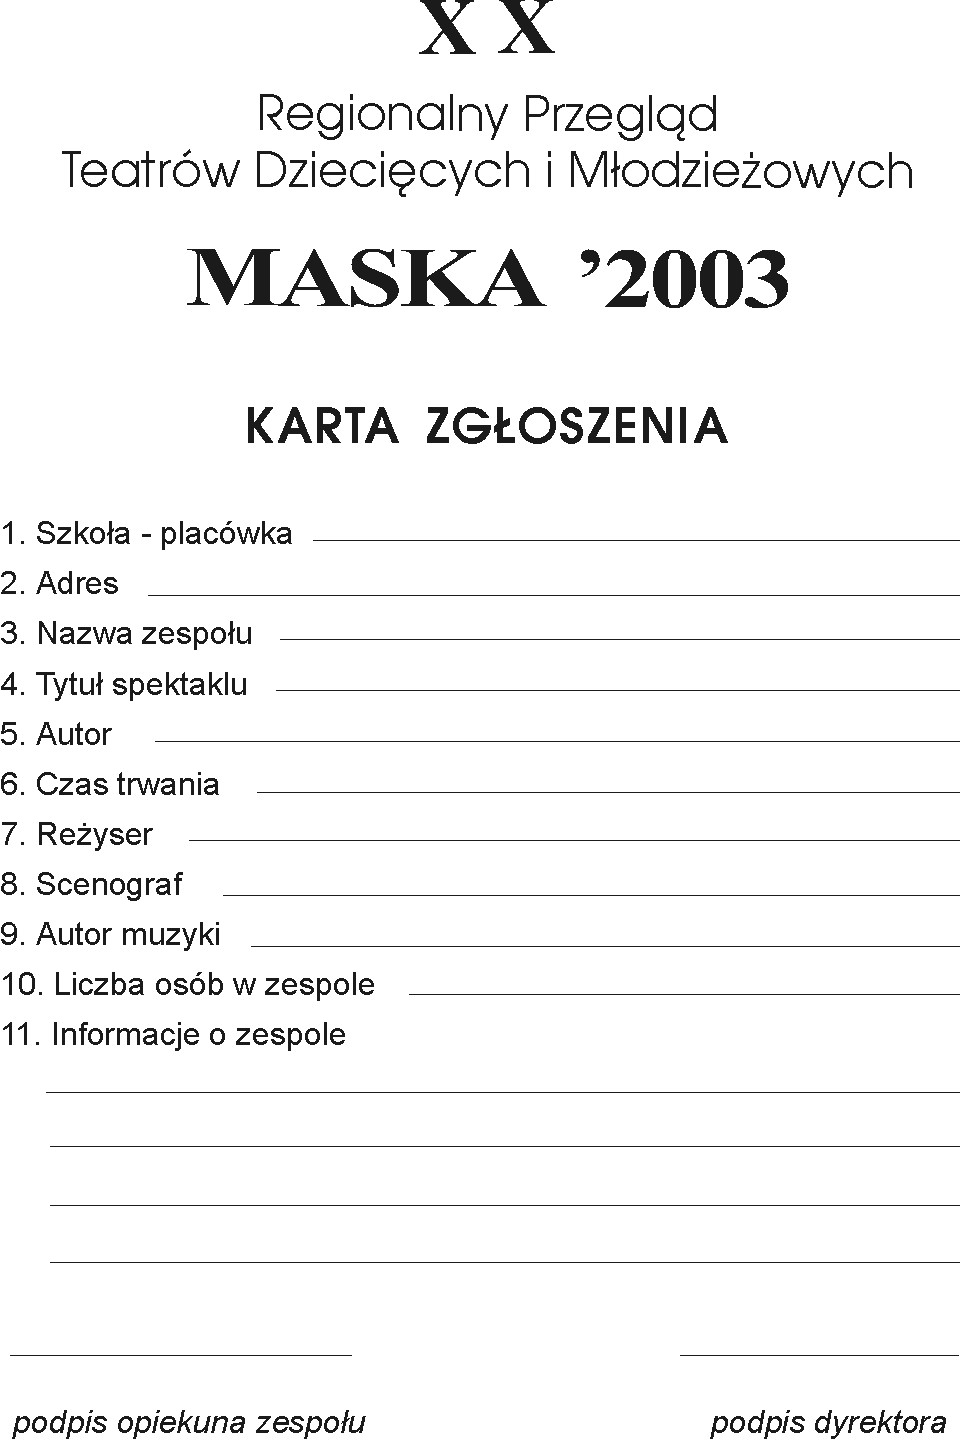 X X
Regionalny Przegląd
Teatrów Dziecięcych i Młodzieżowych
MASKA ’2003
KARTA ZGŁOSZENIA
1. Szkoła - placówka
2. Adres
3. Nazwa zespołu
4. Tytuł spektaklu
5. Autor
6. Czas trwania
7. Reżyser
8. Scenograf
9. Autor muzyki
10. Liczba osób w zespole
11. Informacje o zespole
podpis opiekuna zespołu podpis dyrektora